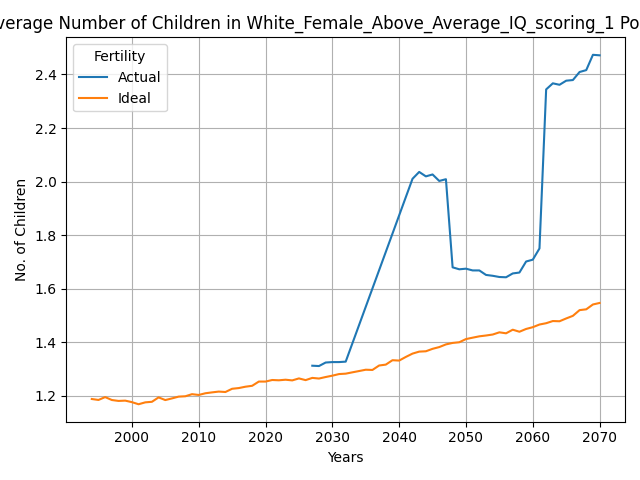 verage Number of Children in White_Female_Above_Average_IQ_scoring_1 Po
Fertility
Actual
Ideal
2.4
2.2
2.0
1.8
1.6
1.4
1.2
No. of Children
2000 2010 2020 2030 2040 2050 2060 2070
Years